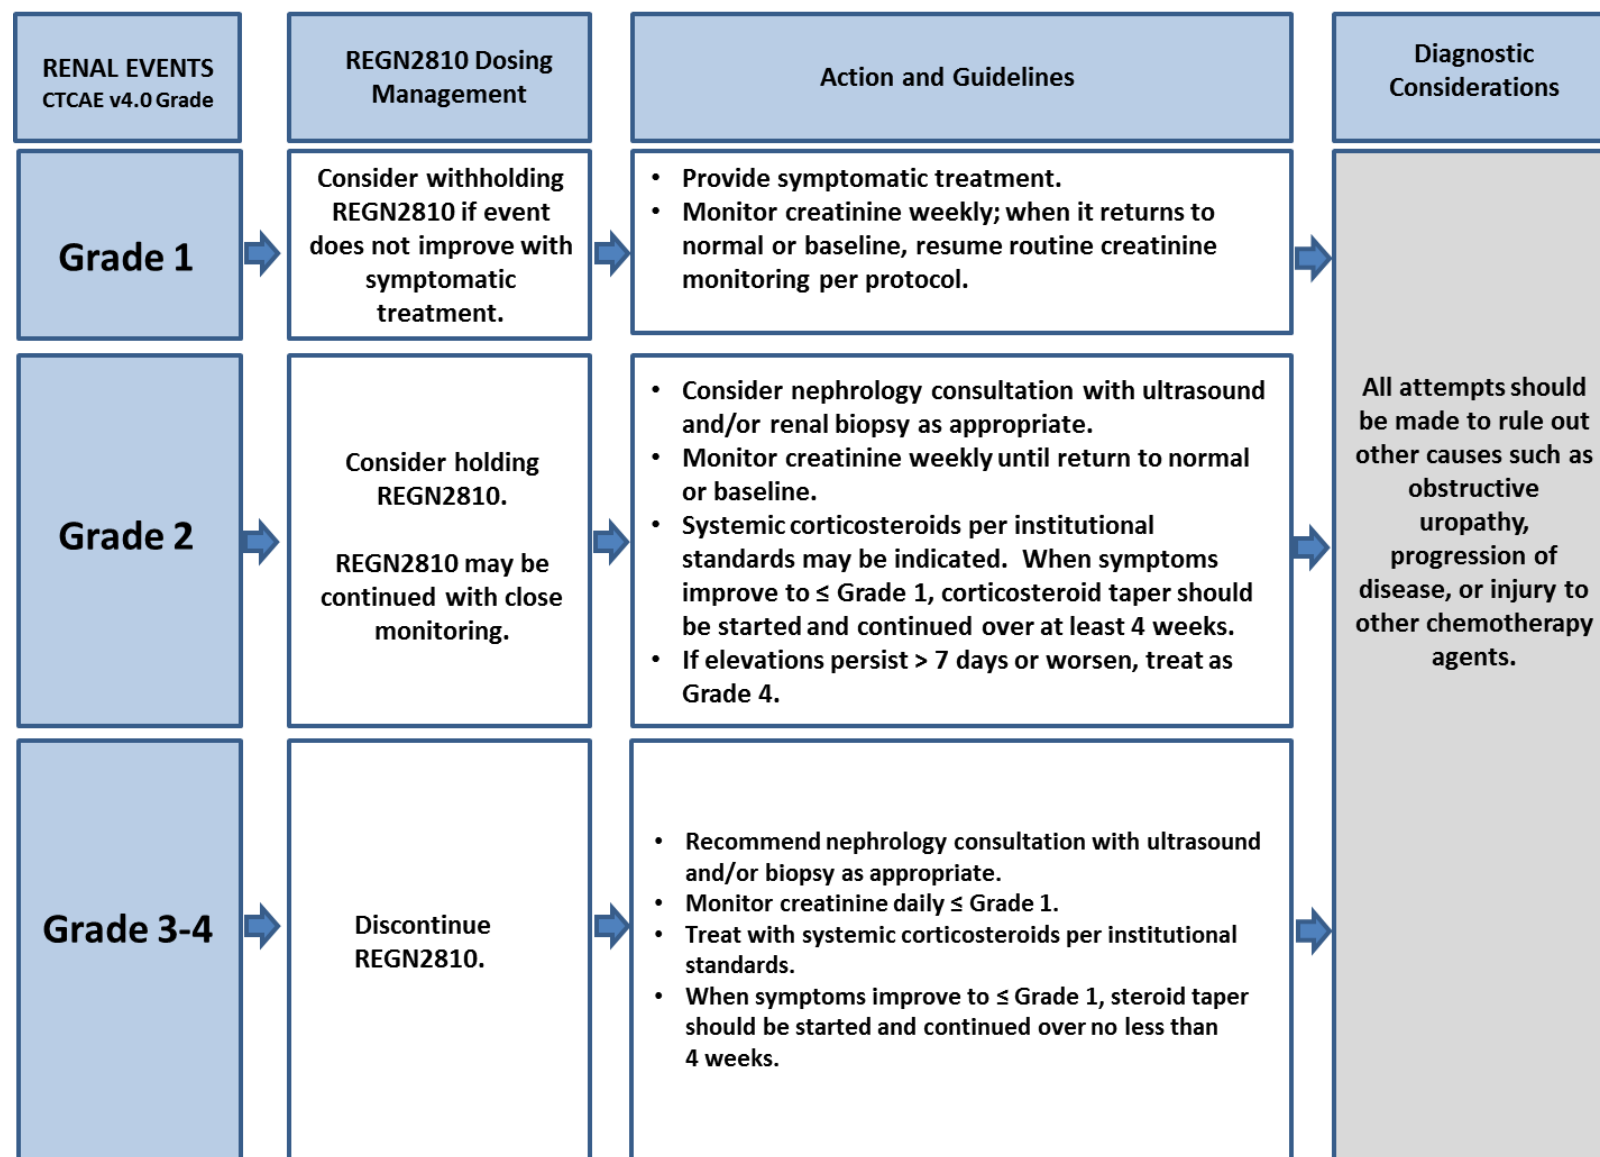 RENAL EVENTS
CTCAE v4.0 Grade
REGN2810 Dosing
Management
Action and Guidelines
Diagnostic
Considerations
Grade 1
Consider withholding
REGN2810 if event
does not improve with
symptomatic
treatment.
• Provide symptomatic treatment.
• Monitor creatinine weekly; when it returns to
normal or baseline, resume routine creatinine
monitoring per protocol.
Grade 2
Consider holding
REGN2810.
REGN2810 may be
continued with close
monitoring.
• Consider nephrology consultation with ultrasound
and/or renal biopsy as appropriate.
• Monitor creatinine weekly until return to normal
or baseline.
• Systemic corticosteroids per institutional
standards may be indicated. When symptoms
improve to ≤ Grade 1, corticosteroid taper should
be started and continued over at least 4 weeks.
• If elevations persist > 7 days or worsen, treat as
Grade 4.
Grade 3-4
Discontinue
REGN2810.
• Recommend nephrology consultation with ultrasound
and/or biopsy as appropriate.
• Monitor creatinine daily ≤ Grade 1.
• Treat with systemic corticosteroids per institutional
standards.
• When symptoms improve to ≤ Grade 1, steroid taper
should be started and continued over no less than
4 weeks.
All attempts should
be made to rule out
other causes such as
obstructive
uropathy,
progression of
disease, or injury to
other chemotherapy
agents.